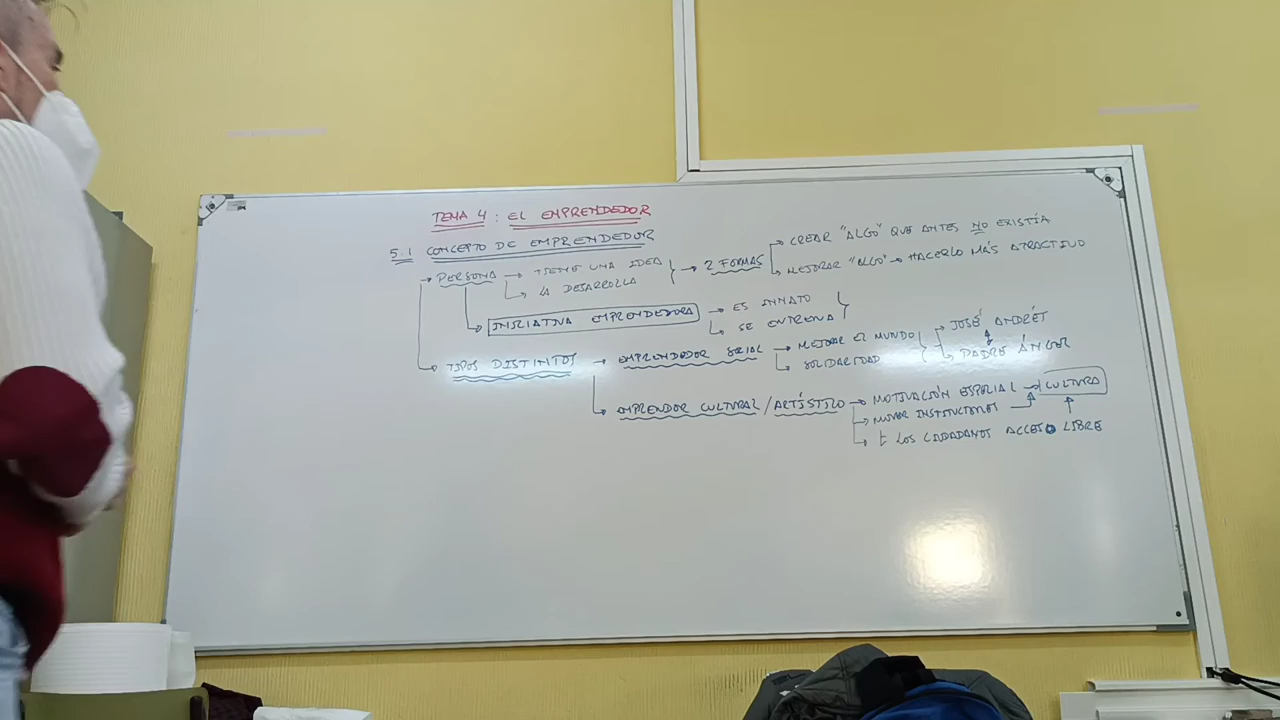 TEMA 4: EL EMPRENDEDOR
5.1 CONCEPTO DE EMPRENDEDOR
→ PERSONA → TIENE UNA IDEA
→ LA DESARROLLA
→ 2 FORMAS
→ CREAR "ALGO" QUE ANTES NO EXISTÍA
→ MEJORAR "ALGO" → HACERLO MÁS ATRACTIVO
→ INICIATIVA EMPRENDEDORA → ES INNATO
→ SE ENTRENA
→ TIPOS DISTINTOS → EMPRENDEDOR SOCIAL → MEJORAR EL MUNDO
→ SOLIDARIDAD
→ JOSÉ ANDRÉS
→ PADRE ÁNGEL
→ EMPRENDOR CULTURAL / ARTÍSTICO → MOTIVACIÓN ESPECIAL → CULTURA
→ MOVER INSTITUCIONES
→ LOS CIUDADANOS ACCESO LIBRE